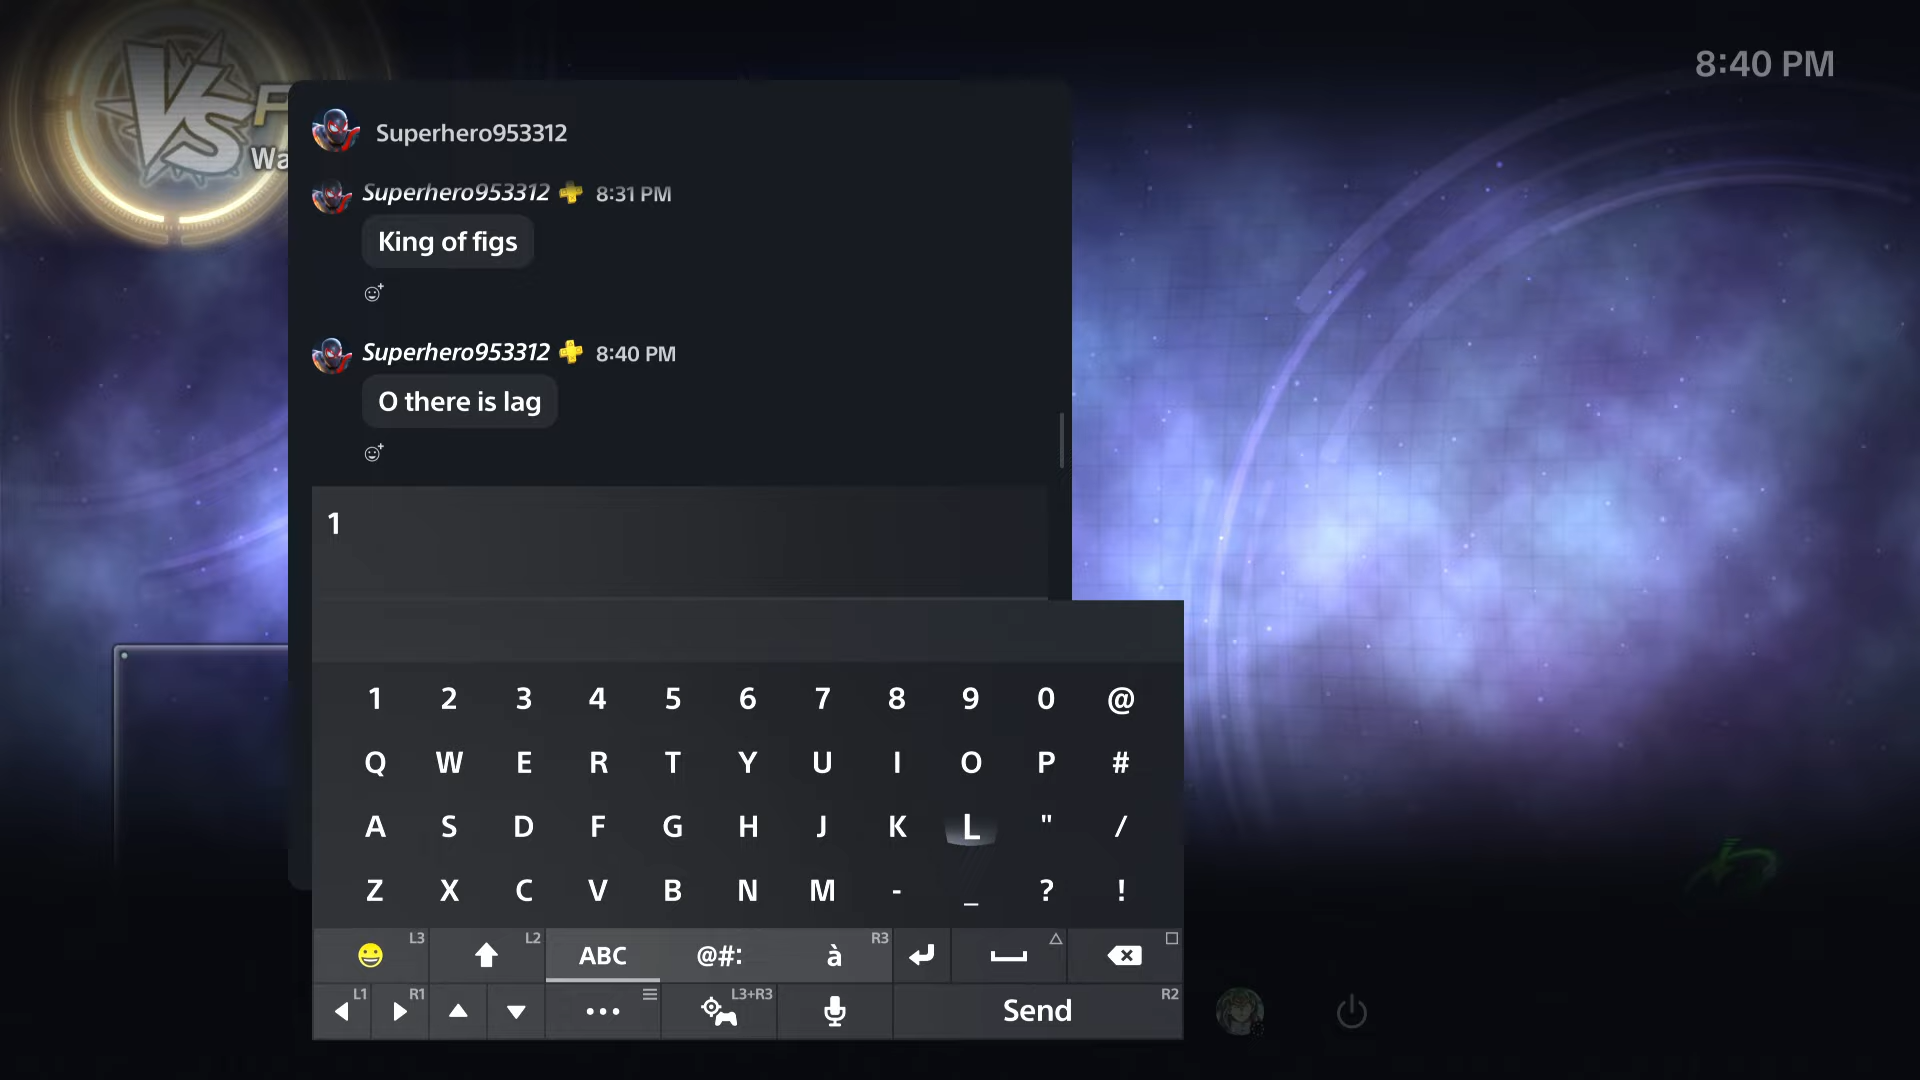 VS
8:40 PM
Superhero953312
Wa
Superhero953312 8:31 PM
King of figs
Superhero953312 8:40 PM
O there is lag
1
1 2 3 4 5 6 7 8 9 0 @
Q W E R T Y U I O P #
A S D F G H J K L " /
Z X C V B N M - _ ? !
L3 L2 ABC @#: à R3
L1 R1 ... L3+R3 Send R2